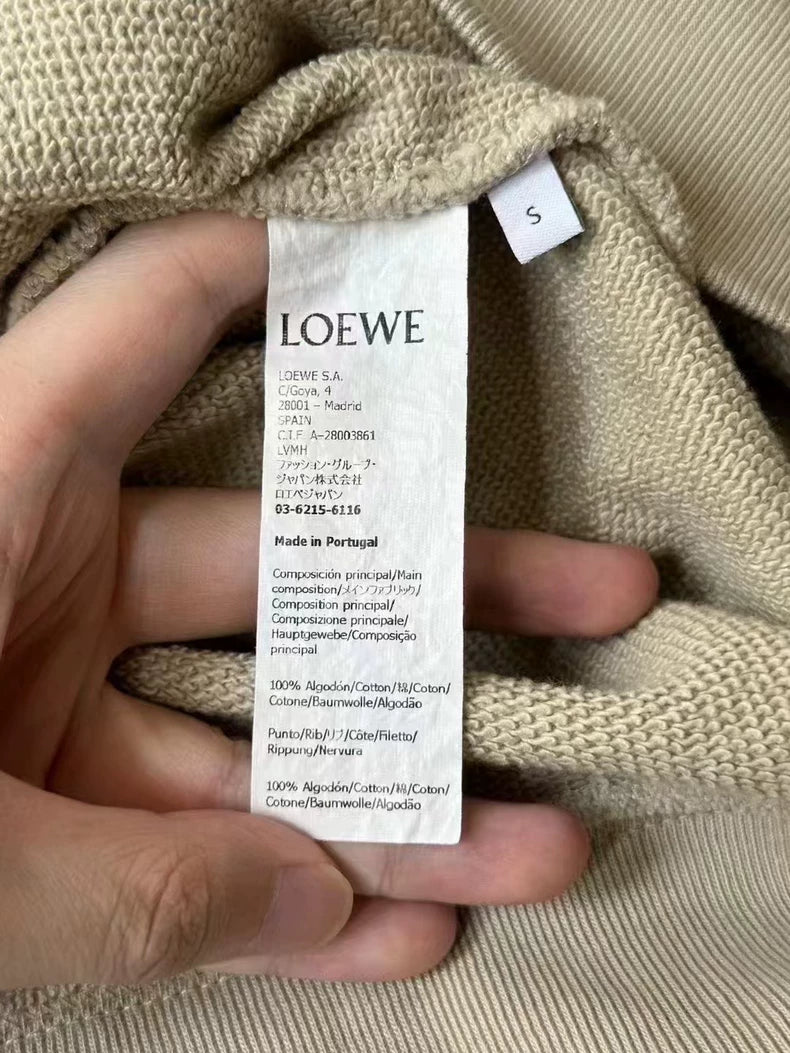 S
LOEWE
LOEWE S.A.
C/Goya, 4
28001 – Madrid
SPAIN
C.I.F. A-28003861
LVMH
ファッション・グループ・
ジャパン株式会社
ロエベジャパン
03-6215-6116
Made in Portugal
Composición principal/Main
composition/メインファブリック/
Composition principal/
Composizione principale/
Hauptgewebe/Composição
principal
100% Algodón/Cotton/綿/Coton/
Cotone/Baumwolle/Algodão
Punto/Rib/リブ/Côte/Filetto/
Rippung/Nervura
100% Algodón/Cotton/綿/Coton/
Cotone/Baumwolle/Algodão